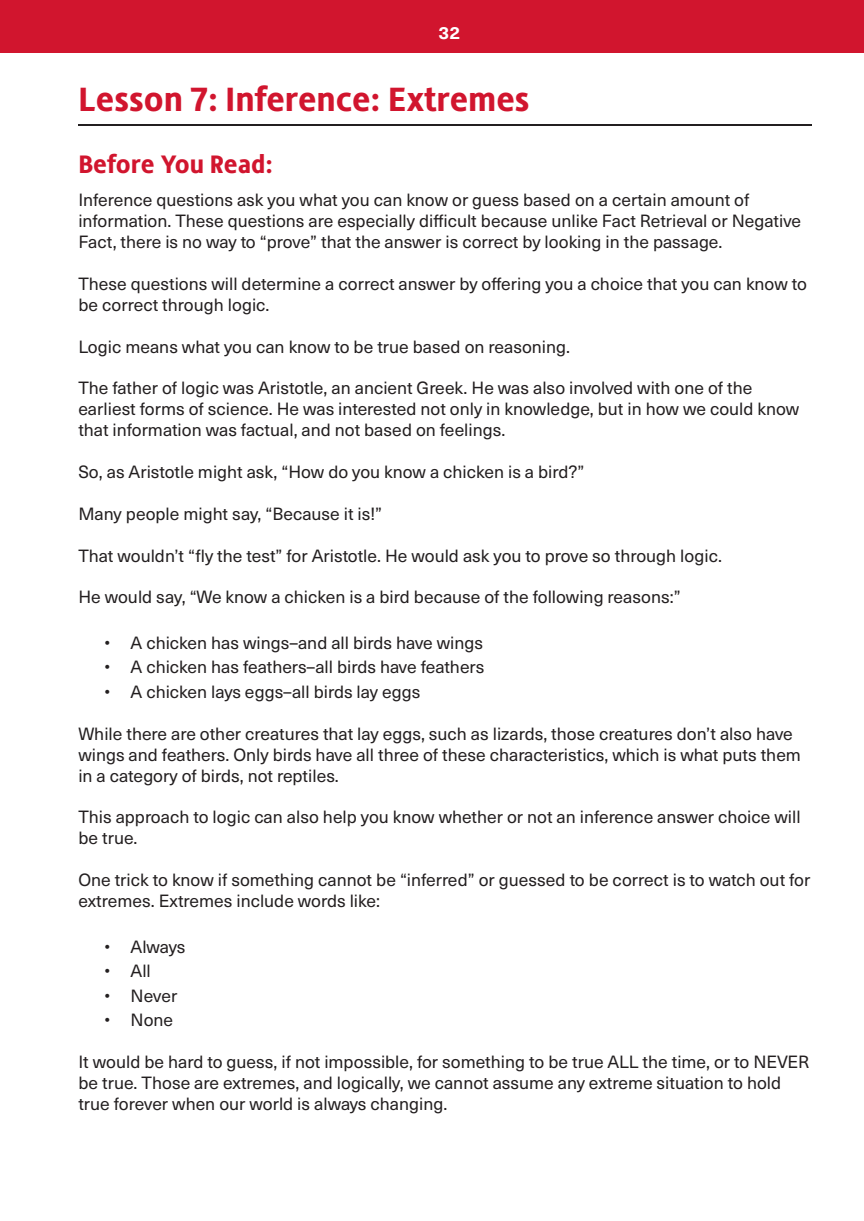 32
Lesson 7: Inference: Extremes
Before You Read:
Inference questions ask you what you can know or guess based on a certain amount of
information. These questions are especially difficult because unlike Fact Retrieval or Negative
Fact, there is no way to “prove” that the answer is correct by looking in the passage.
These questions will determine a correct answer by offering you a choice that you can know to
be correct through logic.
Logic means what you can know to be true based on reasoning.
The father of logic was Aristotle, an ancient Greek. He was also involved with one of the
earliest forms of science. He was interested not only in knowledge, but in how we could know
that information was factual, and not based on feelings.
So, as Aristotle might ask, “How do you know a chicken is a bird?”
Many people might say, “Because it is!”
That wouldn’t “fly the test” for Aristotle. He would ask you to prove so through logic.
He would say, “We know a chicken is a bird because of the following reasons:”
• A chicken has wings–and all birds have wings
• A chicken has feathers–all birds have feathers
• A chicken lays eggs–all birds lay eggs
While there are other creatures that lay eggs, such as lizards, those creatures don’t also have
wings and feathers. Only birds have all three of these characteristics, which is what puts them
in a category of birds, not reptiles.
This approach to logic can also help you know whether or not an inference answer choice will
be true.
One trick to know if something cannot be “inferred” or guessed to be correct is to watch out for
extremes. Extremes include words like:
• Always
• All
• Never
• None
It would be hard to guess, if not impossible, for something to be true ALL the time, or to NEVER
be true. Those are extremes, and logically, we cannot assume any extreme situation to hold
true forever when our world is always changing.